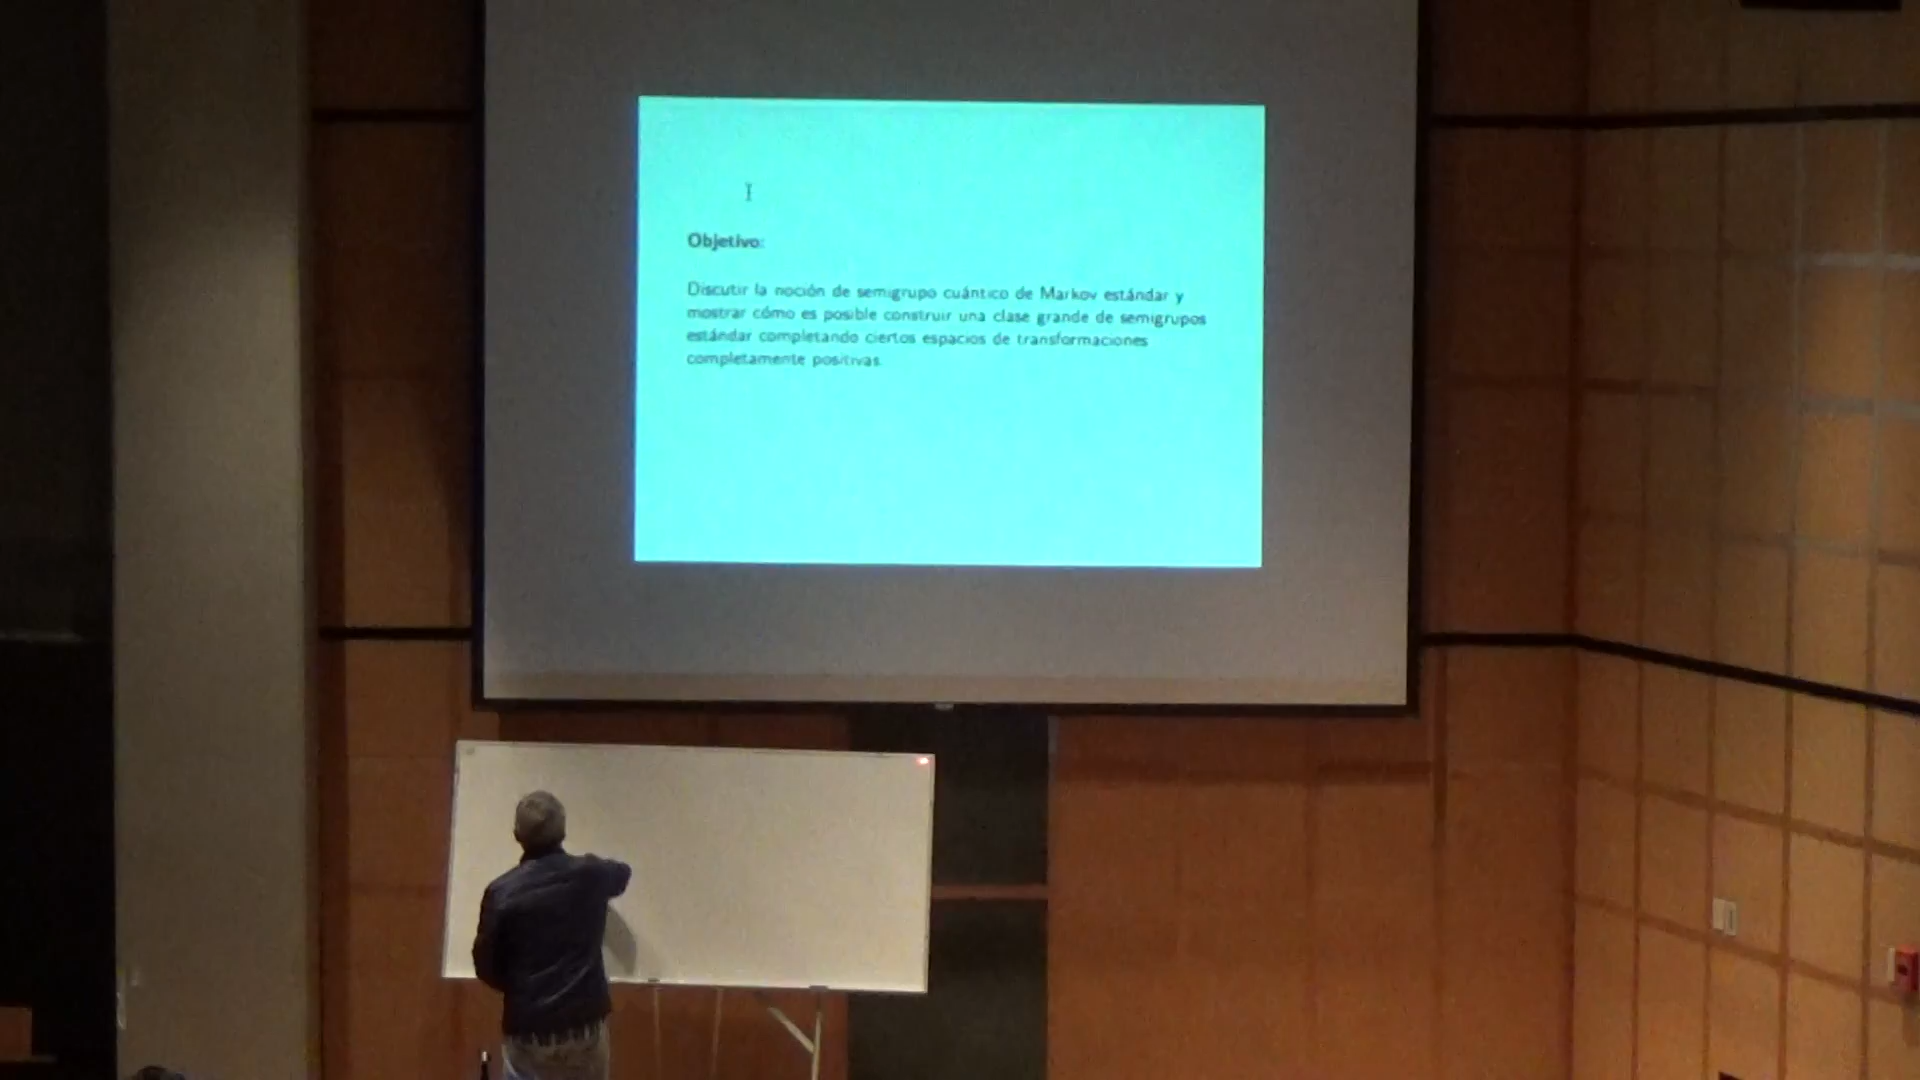 Objetivo:
Discutir la noción de semigrupo cuántico de Markov estándar y
mostrar cómo es posible construir una clase grande de semigrupos
estándar completando ciertos espacios de transformaciones
completamente positivas.